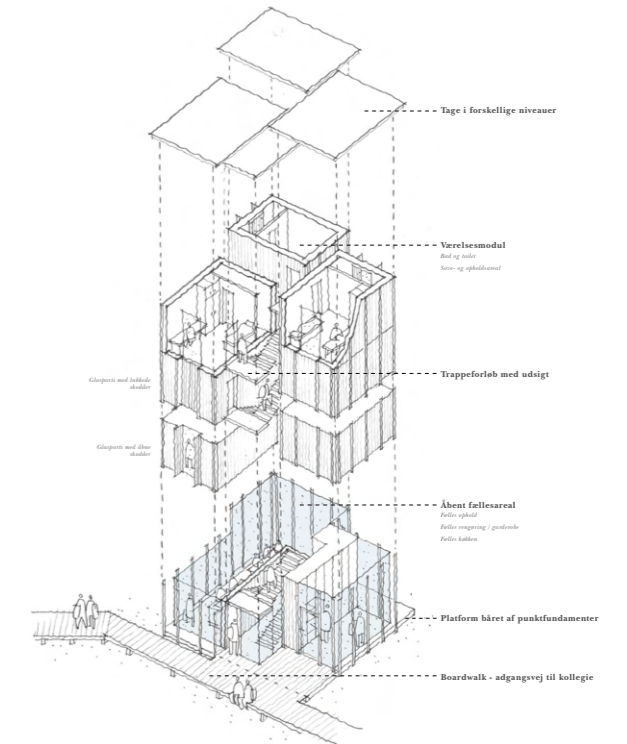 Tage i forskellige niveauer
Værelsesmodul
Bad og toilet
Sove- og opholdsareal
Trappeforløb med udsigt
Glasparti med lukkede
skodder
Glasparti med åbne
skodder
Åbent fællesareal
Fælles ophold
Fælles rengøring / garderobe
Fælles køkken
Platform båret af punktfundamenter
Boardwalk - adgangsvej til kollegie